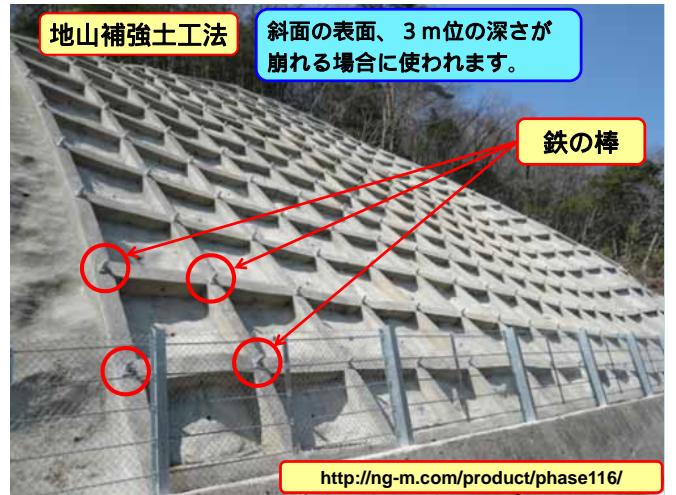 地山補強土工法
斜面の表面、３ｍ位の深さが
崩れる場合に使われます。
鉄の棒
http://ng-m.com/product/phase116/